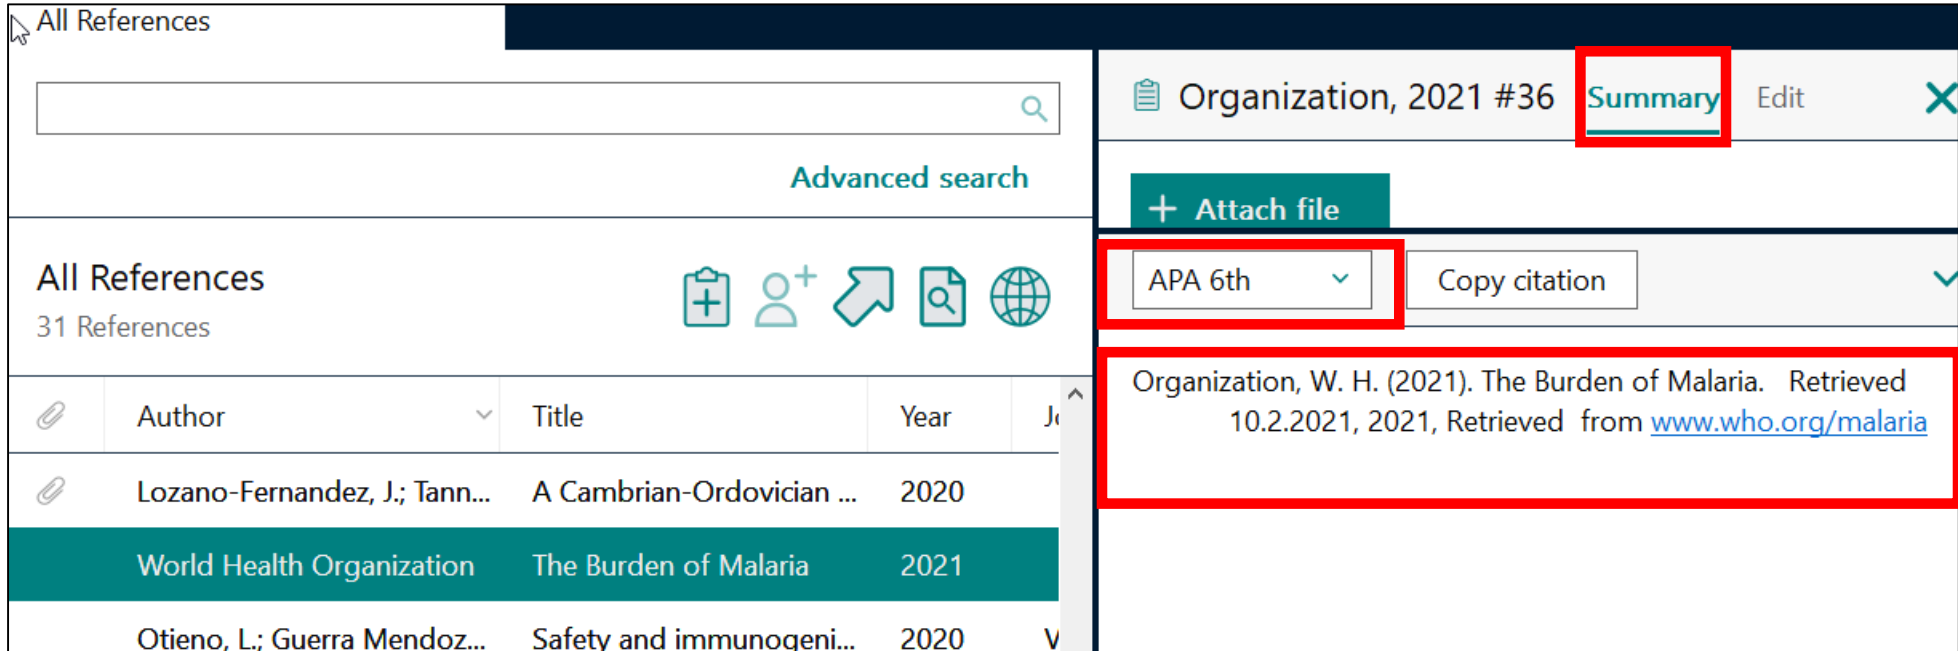 All References
Advanced search
All References
31 References
Author Title Year
Lozano-Fernandez, J.; Tann... A Cambrian-Ordovician ... 2020
World Health Organization The Burden of Malaria 2021
Otieno, L.; Guerra Mendoz... Safety and immunogeni... 2020 V
Organization, 2021 #36 Summary Edit
+ Attach file
APA 6th Copy citation
Organization, W. H. (2021). The Burden of Malaria. Retrieved
10.2.2021, 2021, Retrieved from www.who.org/malaria